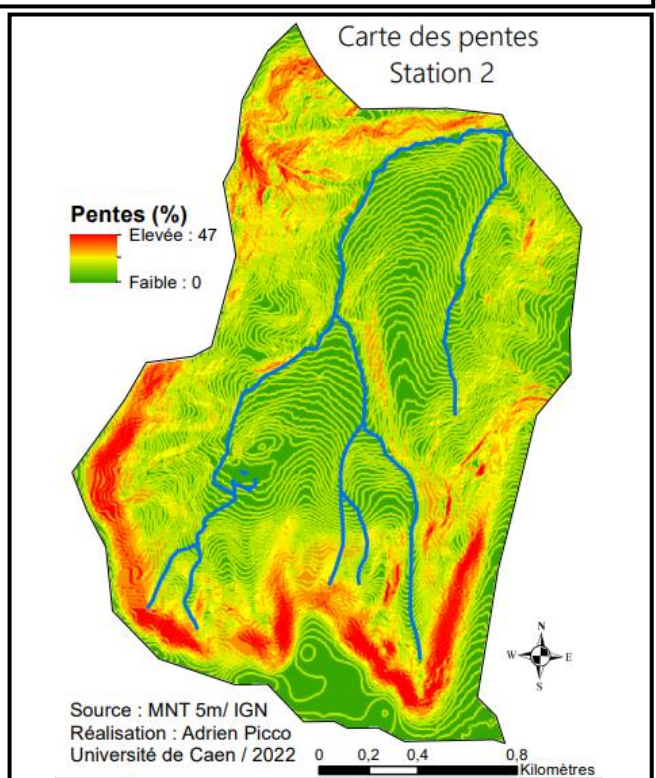 Carte des pentes
Station 2
Pentes (%)
Elevée : 47
Faible : 0
N
W E
S
Source : MNT 5m/ IGN
Réalisation : Adrien Picco
Université de Caen / 2022
0 0,2 0,4 0,8
Kilomètres